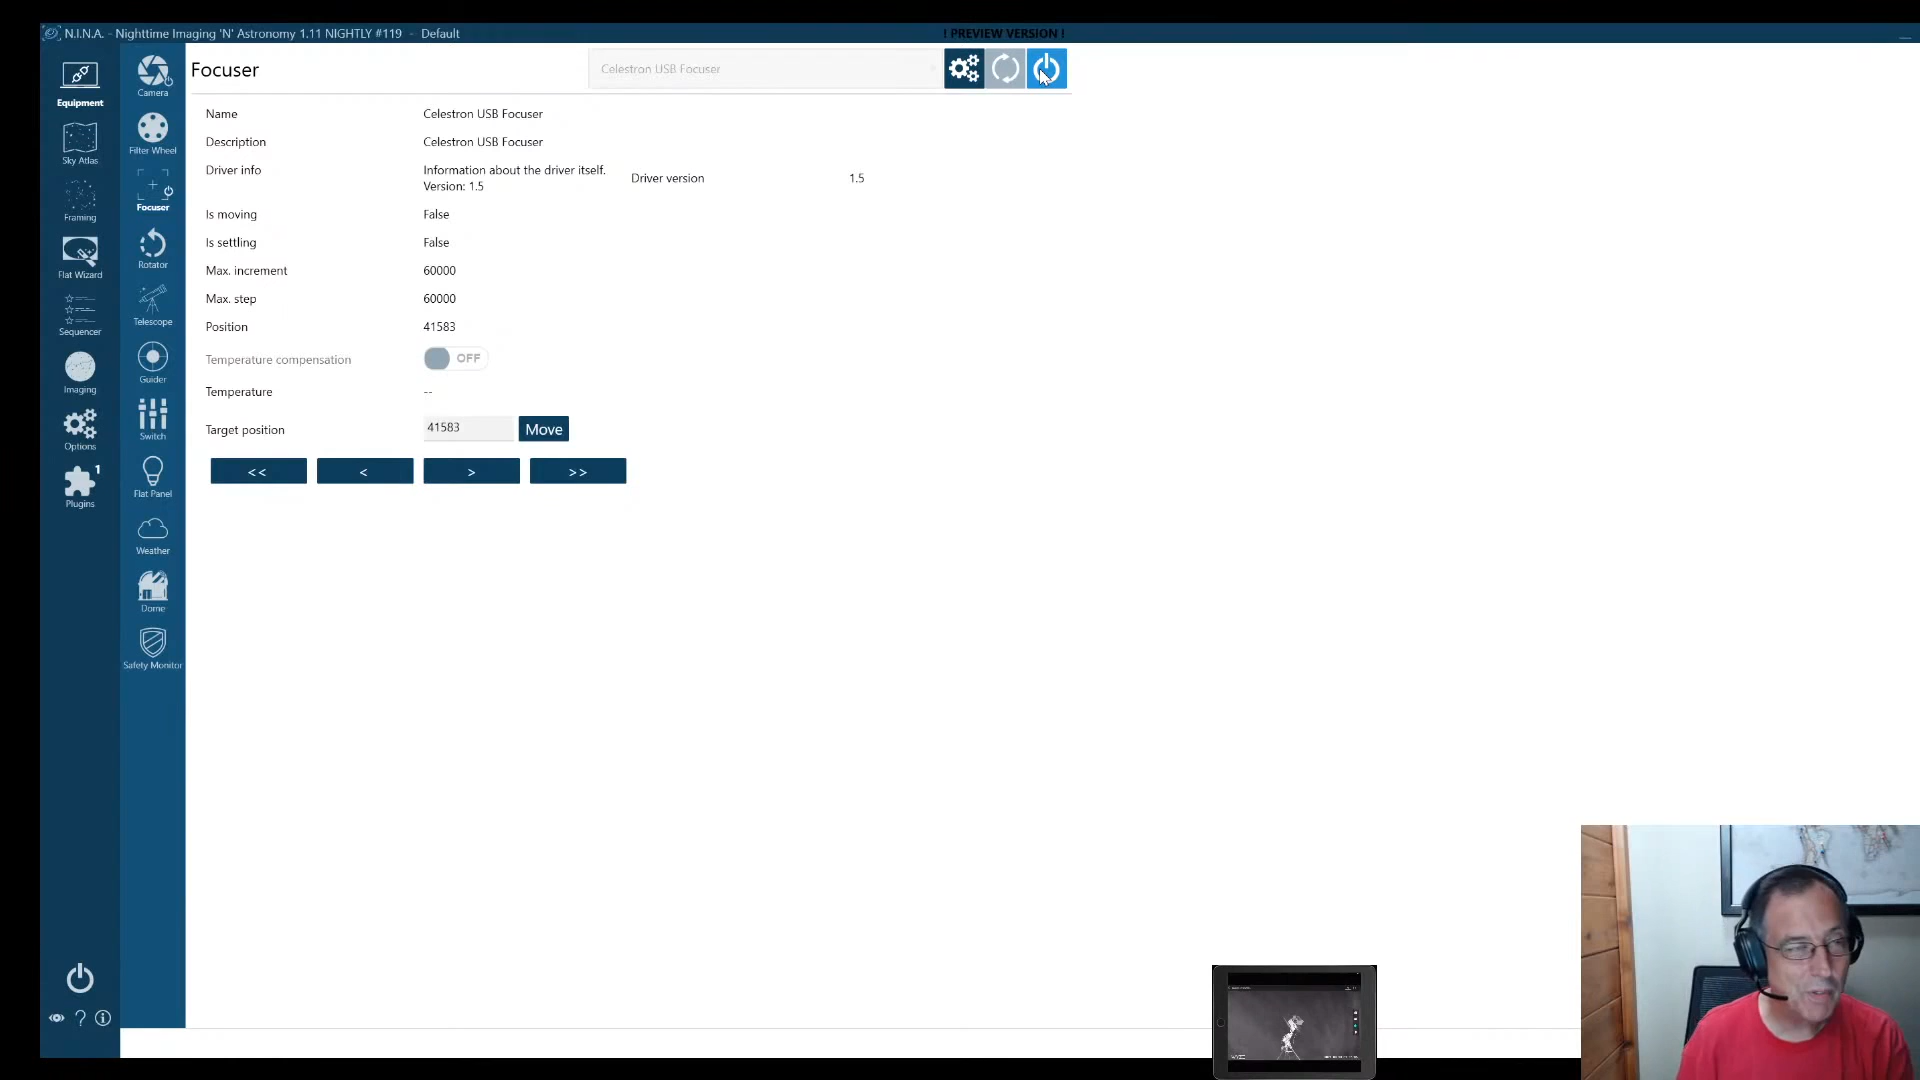 N.I.N.A. - Nighttime Imaging 'N' Astronomy 1.11 NIGHTLY #119 - Default
! PREVIEW VERSION !
Equipment
Sky Atlas
Framing
Flat Wizard
Sequencer
Imaging
Options
1
Plugins
Camera
Filter Wheel
Focuser
Rotator
Telescope
Guider
Switch
Flat Panel
Weather
Dome
Safety Monitor
Focuser
Celestron USB Focuser
Name Celestron USB Focuser
Description Celestron USB Focuser
Driver info Information about the driver itself.
Version: 1.5
Driver version 1.5
Is moving False
Is settling False
Max. increment 60000
Max. step 60000
Position 41583
Temperature compensation OFF
Temperature --
Target position 41583 Move
<< < > >>